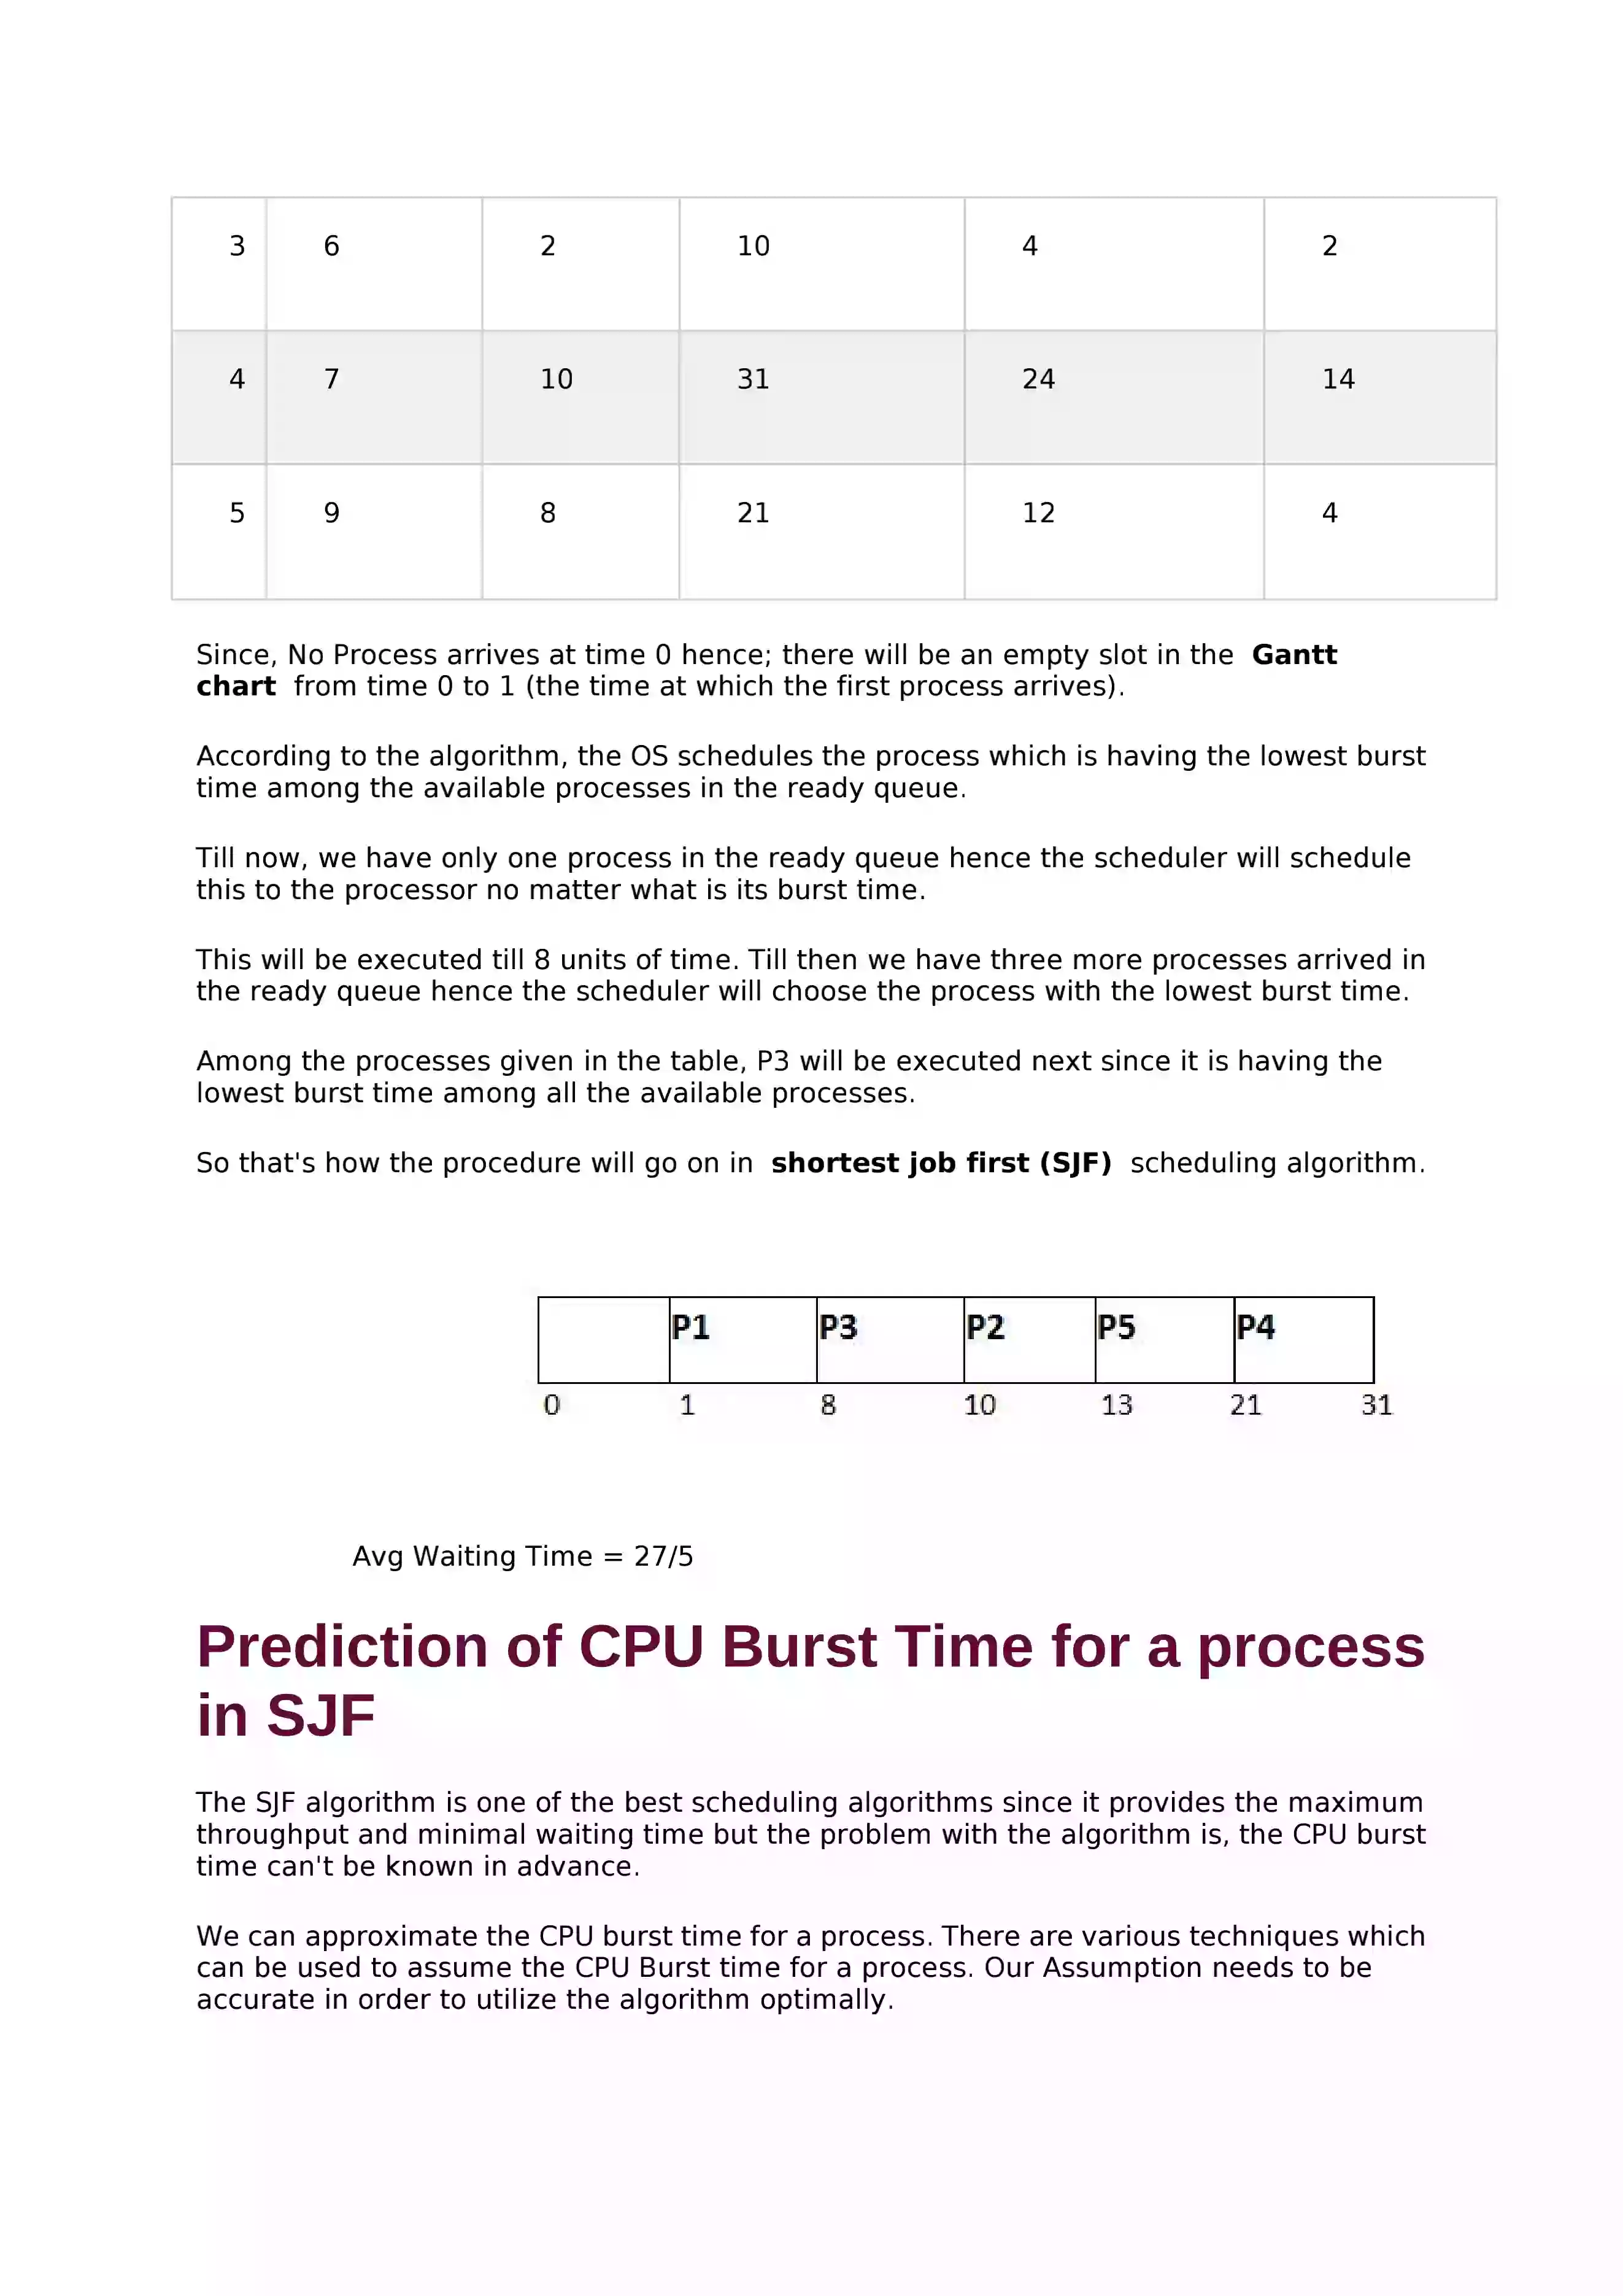 3 6 2 10 4 2
4 7 10 31 24 14
5 9 8 21 12 4
Since, No Process arrives at time 0 hence; there will be an empty slot in the Gantt
chart from time 0 to 1 (the time at which the first process arrives).
According to the algorithm, the OS schedules the process which is having the lowest burst
time among the available processes in the ready queue.
Till now, we have only one process in the ready queue hence the scheduler will schedule
this to the processor no matter what is its burst time.
This will be executed till 8 units of time. Till then we have three more processes arrived in
the ready queue hence the scheduler will choose the process with the lowest burst time.
Among the processes given in the table, P3 will be executed next since it is having the
lowest burst time among all the available processes.
So that's how the procedure will go on in shortest job first (SJF) scheduling algorithm.
P1 P3 P2 P5 P4
0 1 8 10 13 21 31
Avg Waiting Time = 27/5
Prediction of CPU Burst Time for a process
in SJF
The SJF algorithm is one of the best scheduling algorithms since it provides the maximum
throughput and minimal waiting time but the problem with the algorithm is, the CPU burst
time can't be known in advance.
We can approximate the CPU burst time for a process. There are various techniques which
can be used to assume the CPU Burst time for a process. Our Assumption needs to be
accurate in order to utilize the algorithm optimally.